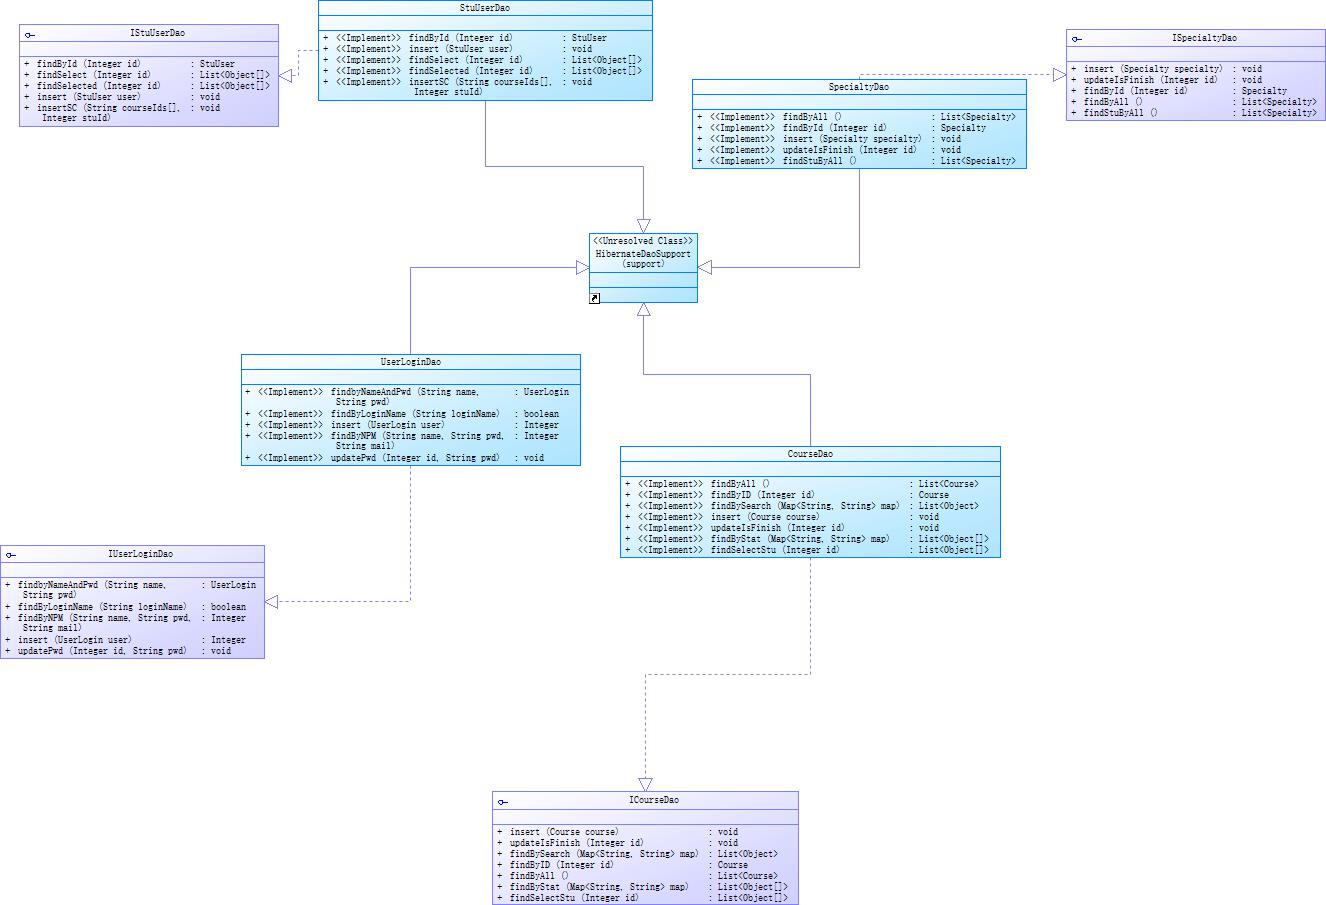 StuUserDao
+ <<Implement>> findById (Integer id) : StuUser
+ <<Implement>> insert (StuUser user) : void
+ <<Implement>> findSelect (Integer id) : List<Object[]>
+ <<Implement>> findSelected (Integer id) : List<Object[]>
+ <<Implement>> insertSC (String courseIds[], : void
Integer stuId)
IStuUserDao
+ findById (Integer id) : StuUser
+ findSelect (Integer id) : List<Object[]>
+ findSelected (Integer id) : List<Object[]>
+ insert (StuUser user) : void
+ insertSC (String courseIds[], : void
Integer stuId)
ISpecialtyDao
+ insert (Specialty specialty) : void
+ updateIsFinish (Integer id) : void
+ findById (Integer id) : Specialty
+ findByAll () : List<Specialty>
+ findStuByAll () : List<Specialty>
SpecialtyDao
+ <<Implement>> findByAll () : List<Specialty>
+ <<Implement>> findById (Integer id) : Specialty
+ <<Implement>> insert (Specialty specialty) : void
+ <<Implement>> updateIsFinish (Integer id) : void
+ <<Implement>> findStuByAll () : List<Specialty>
<<Unresolved Class>>
HibernateDaoSupport
(support)
UserLoginDao
+ <<Implement>> findbyNameAndPwd (String name, : UserLogin
String pwd)
+ <<Implement>> findByLoginName (String loginName) : boolean
+ <<Implement>> insert (UserLogin user) : Integer
+ <<Implement>> findByNPM (String name, String pwd, : Integer
String mail)
+ <<Implement>> updatePwd (Integer id, String pwd) : void
CourseDao
+ <<Implement>> findByAll () : List<Course>
+ <<Implement>> findByID (Integer id) : Course
+ <<Implement>> findBySearch (Map<String, String> map) : List<Object>
+ <<Implement>> insert (Course course) : void
+ <<Implement>> updateIsFinish (Integer id) : void
+ <<Implement>> findByStat (Map<String, String> map) : List<Object[]>
+ <<Implement>> findSelectStu (Integer id) : List<Object[]>
IUserLoginDao
+ findbyNameAndPwd (String name, : UserLogin
String pwd)
+ findByLoginName (String loginName) : boolean
+ findByNPM (String name, String pwd, : Integer
String mail)
+ insert (UserLogin user) : Integer
+ updatePwd (Integer id, String pwd) : void
ICourseDao
+ insert (Course course) : void
+ updateIsFinish (Integer id) : void
+ findBySearch (Map<String, String> map) : List<Object>
+ findByID (Integer id) : Course
+ findByAll () : List<Course>
+ findByStat (Map<String, String> map) : List<Object[]>
+ findSelectStu (Integer id) : List<Object[]>